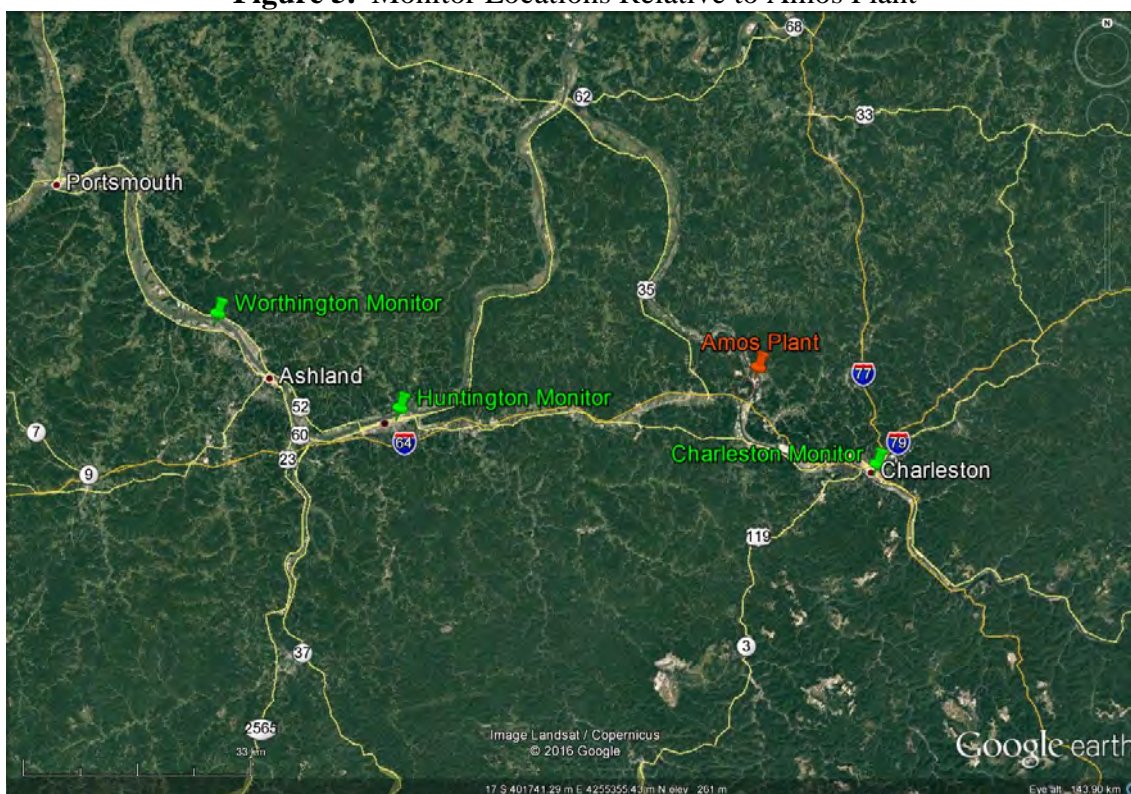 Figure 3. Monitor Locations Relative to Amos Plant
N
68
62
33
Portsmouth
35
Worthington Monitor
Amos Plant
77
Ashland
Huntington Monitor
52
7
60
64
79
Charleston Monitor
23
Charleston
9
119
3
37
2565
Image Landsat / Copernicus
33 km
© 2016 Google
Google earth
17 S 401741.29 m E 4255355.43 m N elev 261 m
Eye alt 143.90 km